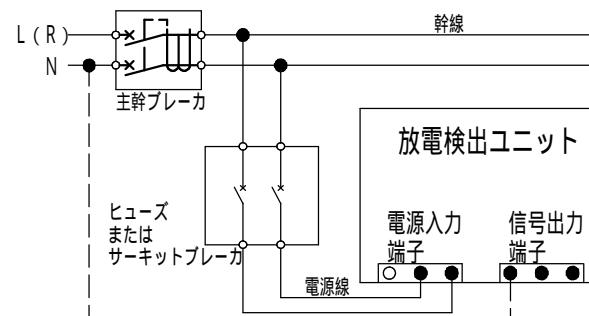 L(R)
幹線
N
主幹ブレーカ
放電検出ユニット
ヒューズ
または
サーキットブレーカ
電源入力
端子
信号出力
端子
電源線